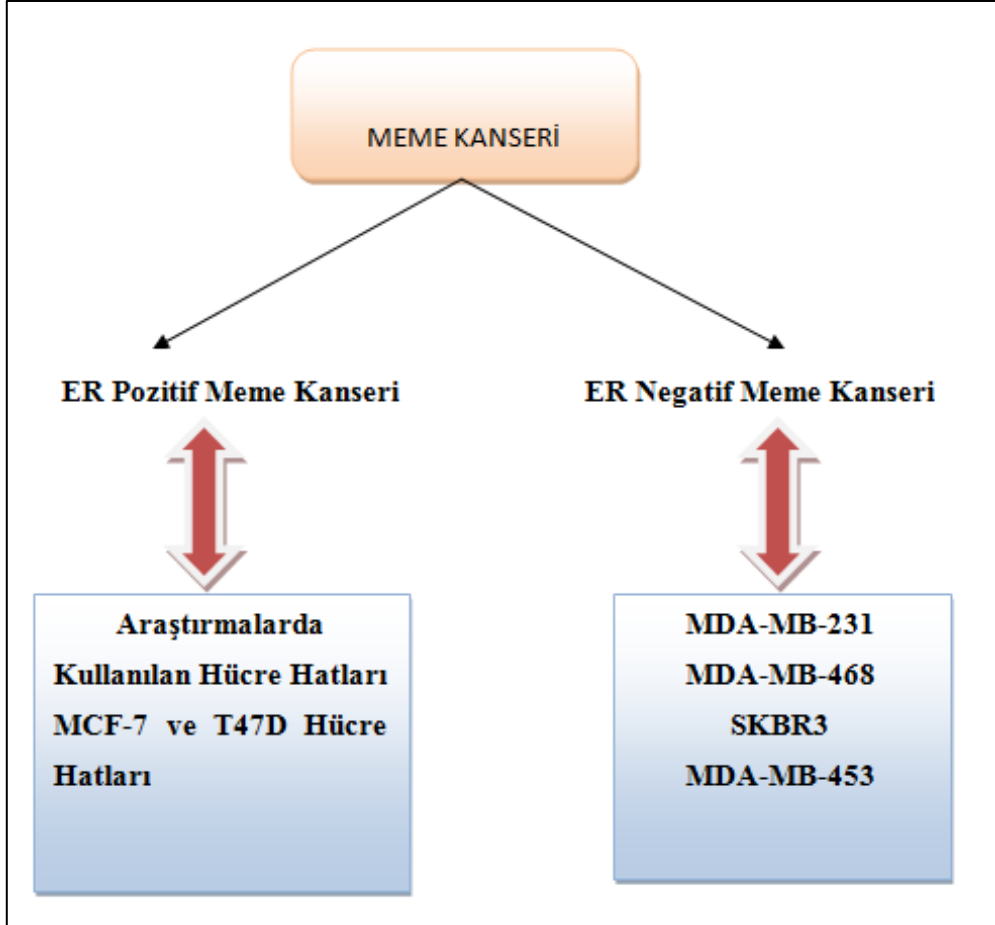 MEME KANSERİ
ER Pozitif Meme Kanseri
ER Negatif Meme Kanseri
Araştırmalarda
Kullanılan Hücre Hatları
MCF-7 ve T47D Hücre
Hatları
MDA-MB-231
MDA-MB-468
SKBR3
MDA-MB-453